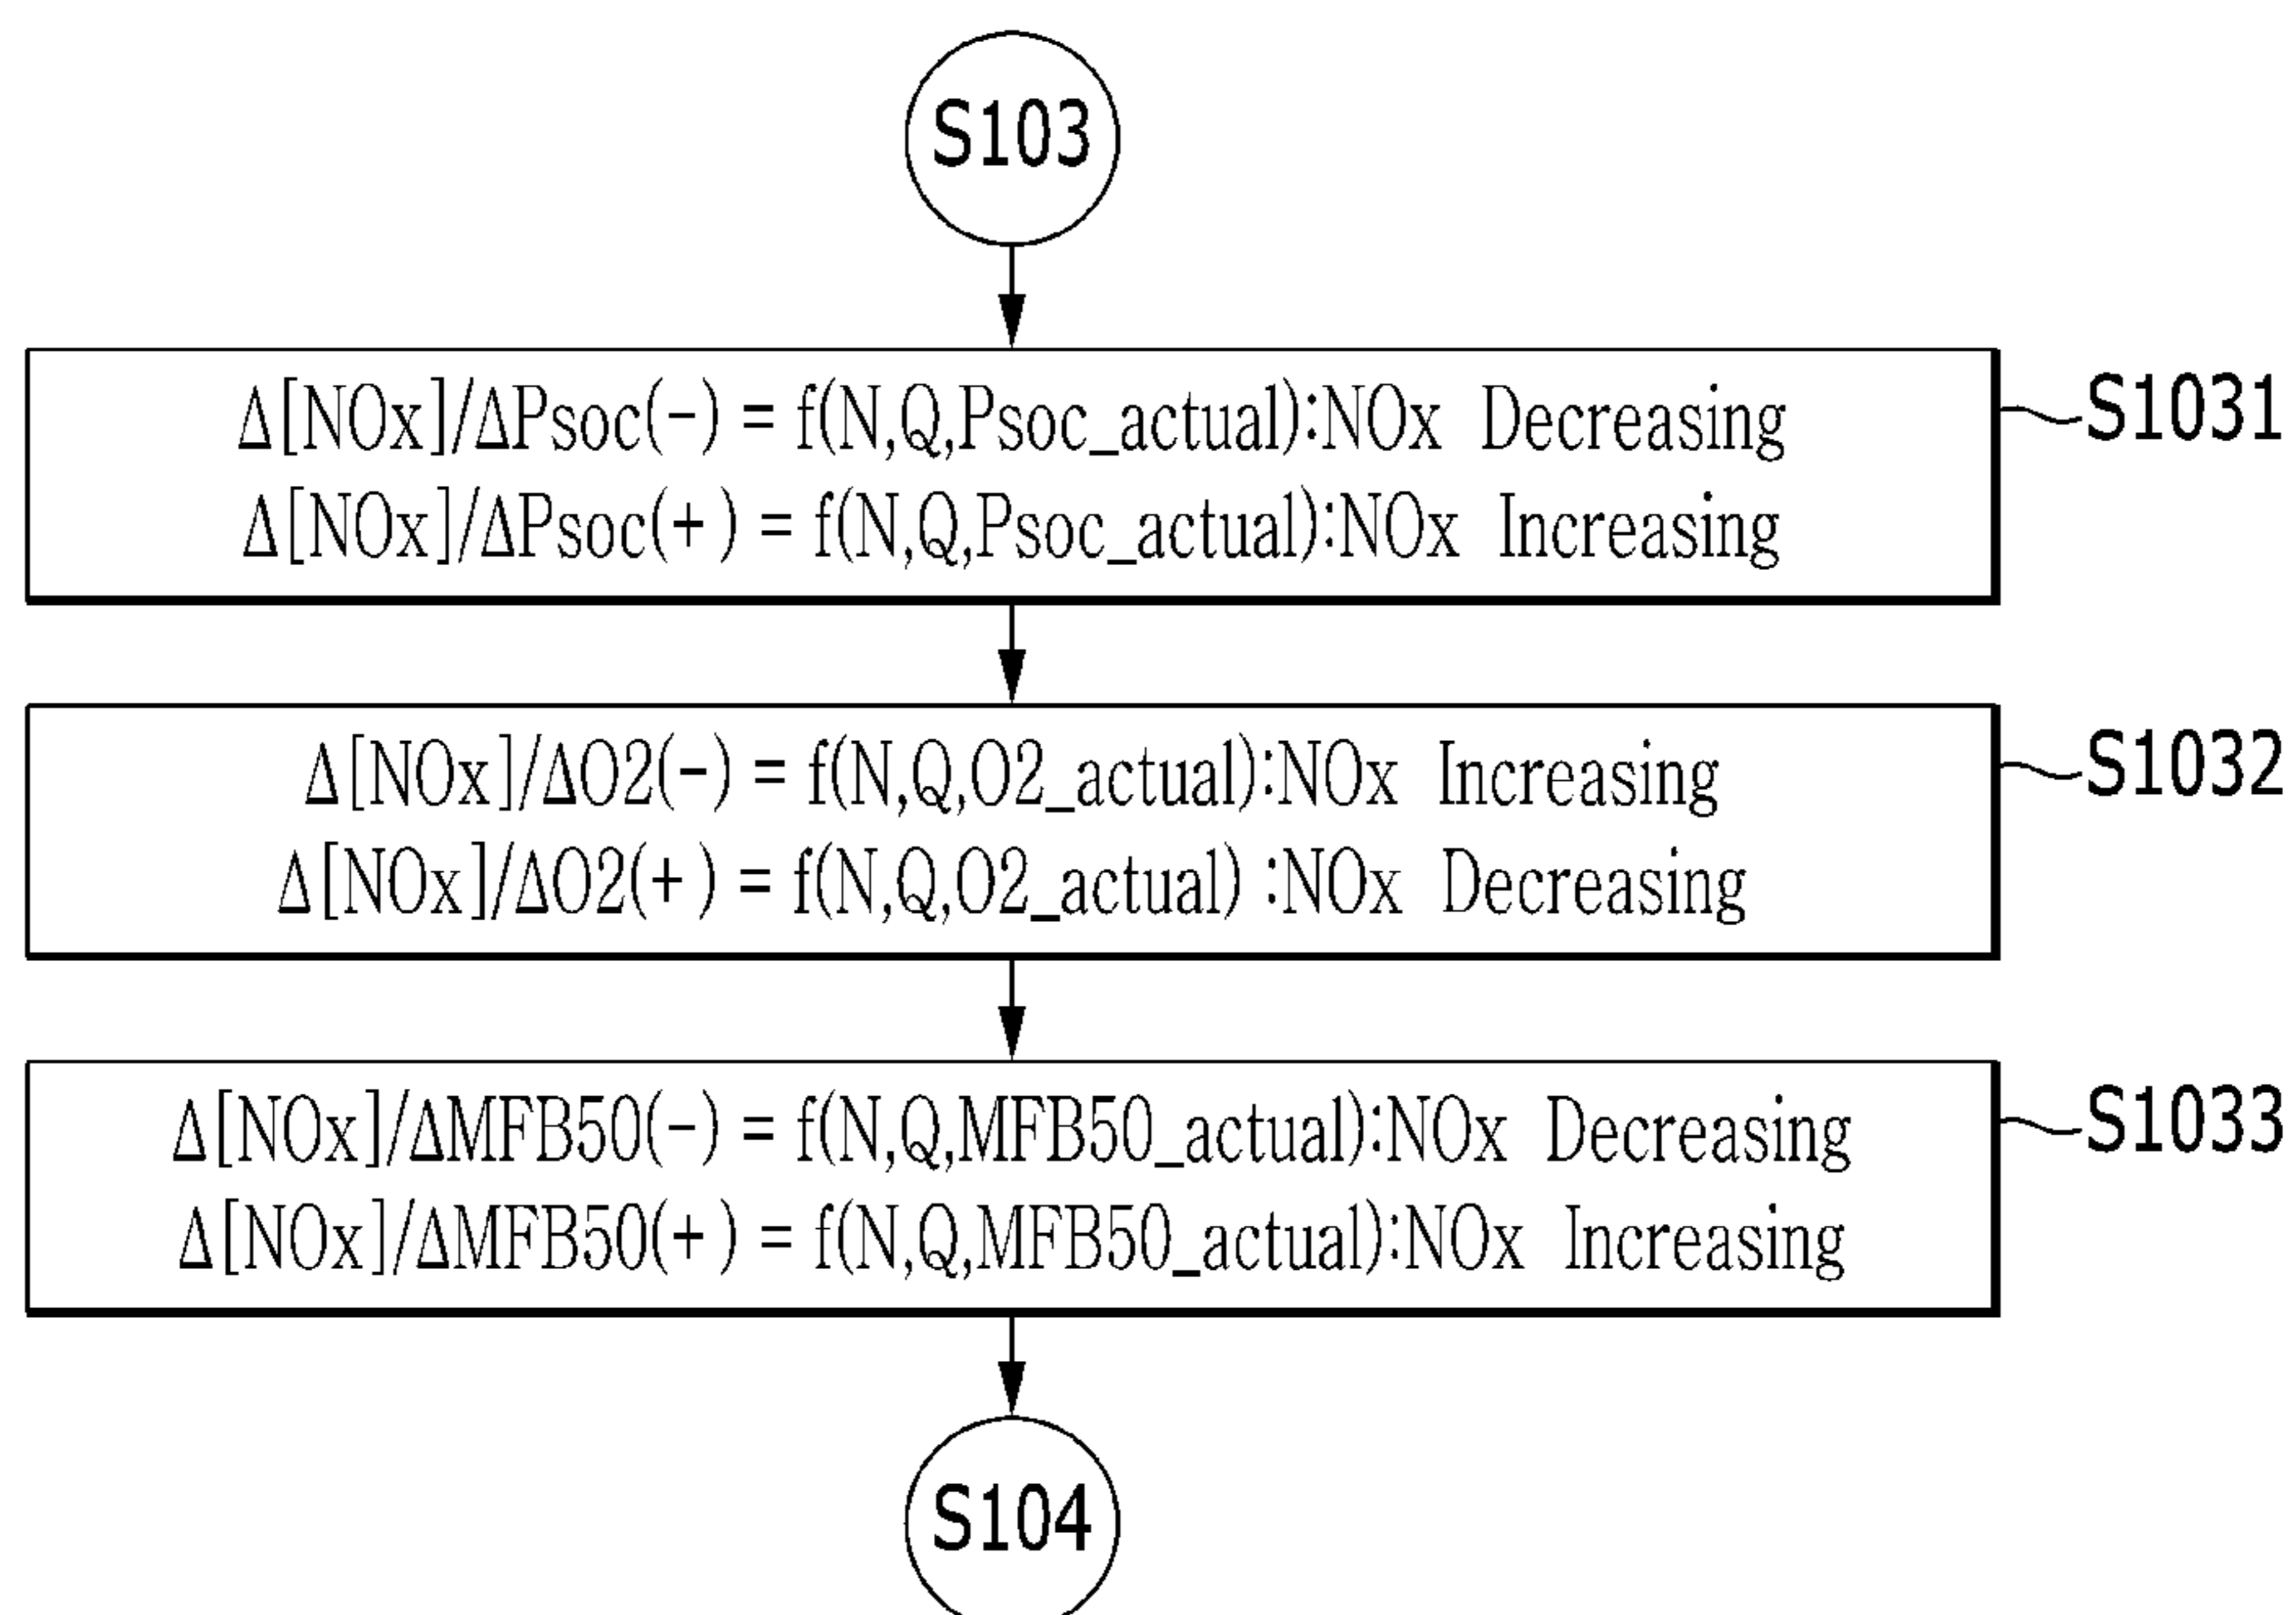 S103
Δ[NOx]/ΔPsoc(-) = f(N,Q,Psoc_actual):NOx Decreasing
Δ[NOx]/ΔPsoc(+) = f(N,Q,Psoc_actual):NOx Increasing
S1031
Δ[NOx]/ΔO2(-) = f(N,Q,O2_actual):NOx Increasing
Δ[NOx]/ΔO2(+) = f(N,Q,O2_actual) :NOx Decreasing
S1032
Δ[NOx]/ΔMFB50(-) = f(N,Q,MFB50_actual):NOx Decreasing
Δ[NOx]/ΔMFB50(+) = f(N,Q,MFB50_actual):NOx Increasing
S1033
S104